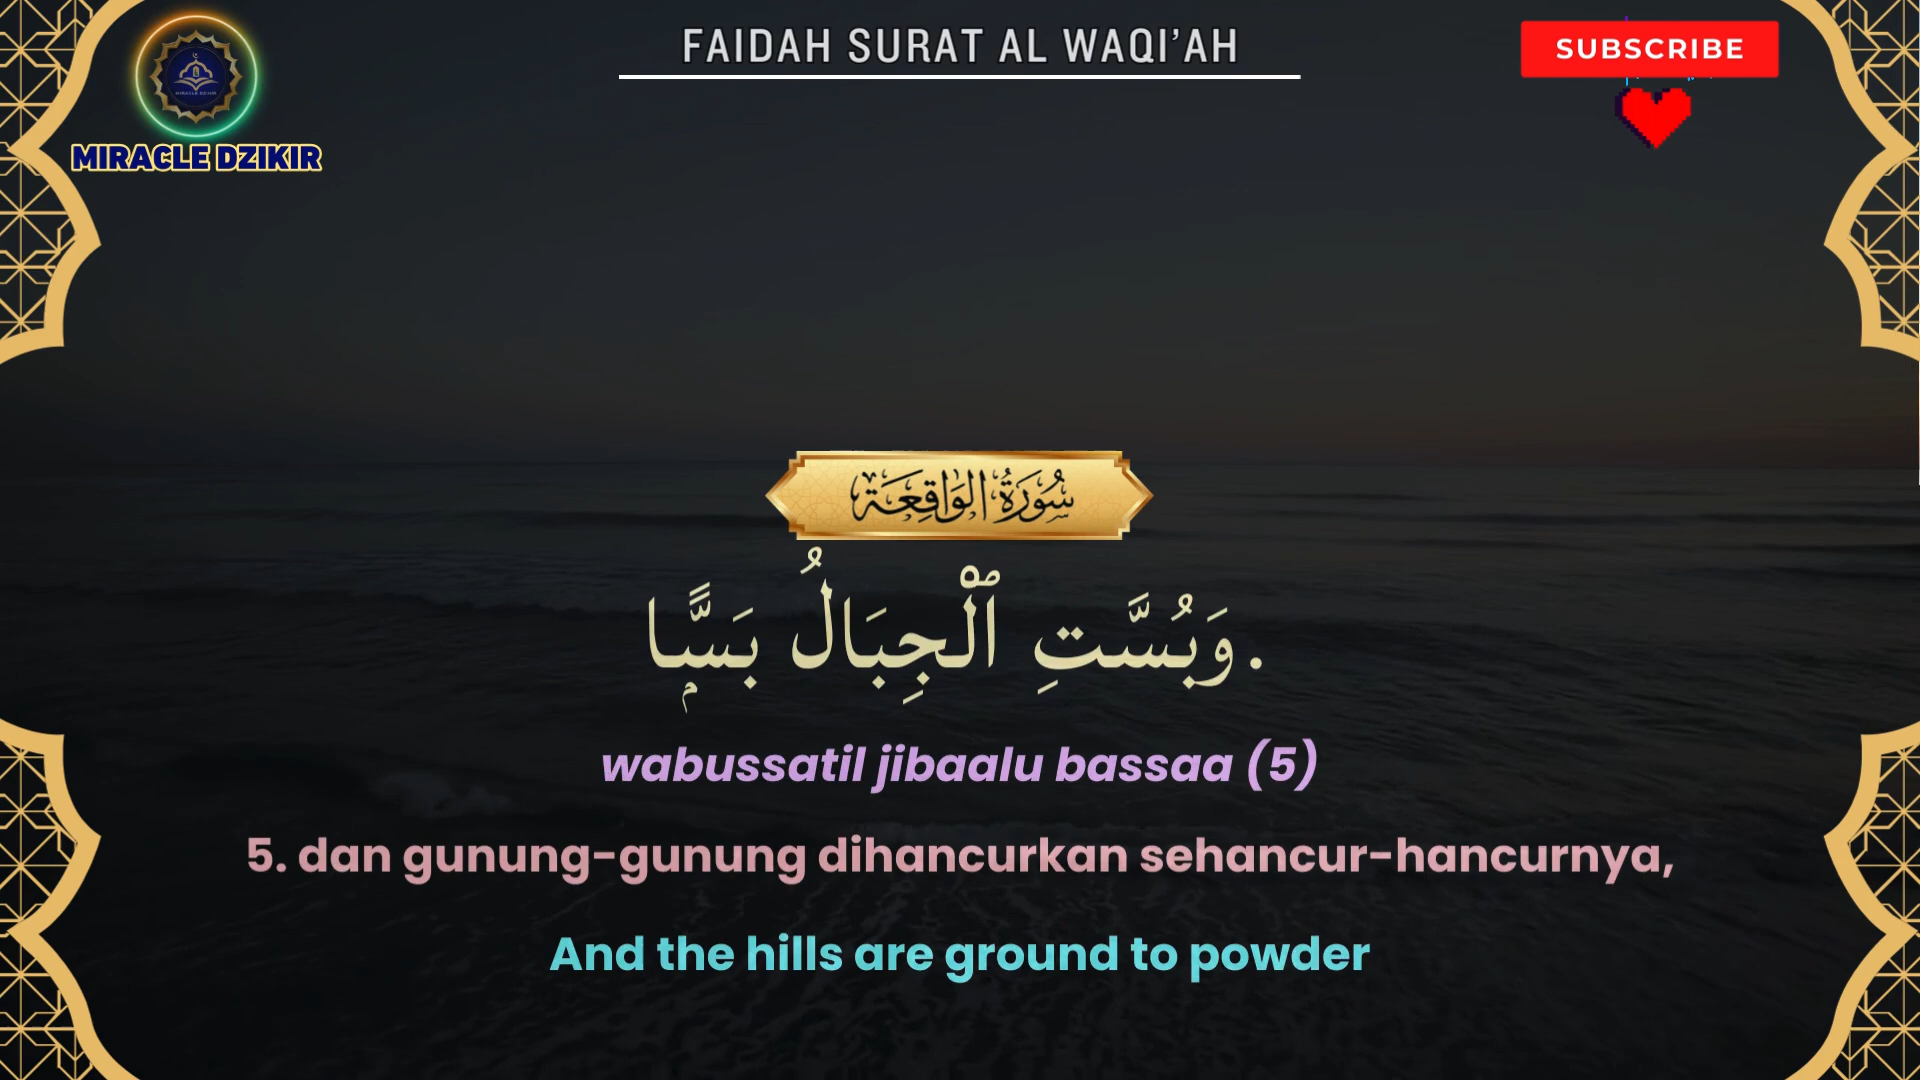 FAIDAH SURAT AL WAQI’AH
SUBSCRIBE
MIRACLE DZIKIR
سُورَةُ الوَاقِعَة
.وَبُسَّتِ ٱلْجِبَالُ بَسًّۭا
wabussatil jibaalu bassaa (5)
5. dan gunung-gunung dihancurkan sehancur-hancurnya,
And the hills are ground to powder